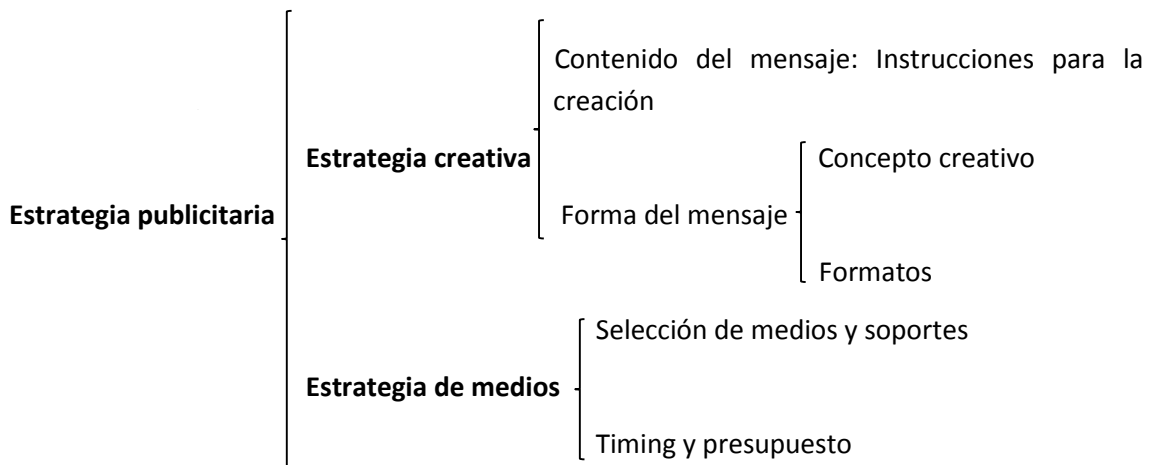 Contenido del mensaje: Instrucciones para la
creación
Estrategia creativa
Concepto creativo
Estrategia publicitaria
Forma del mensaje
Formatos
Selección de medios y soportes
Estrategia de medios
Timing y presupuesto